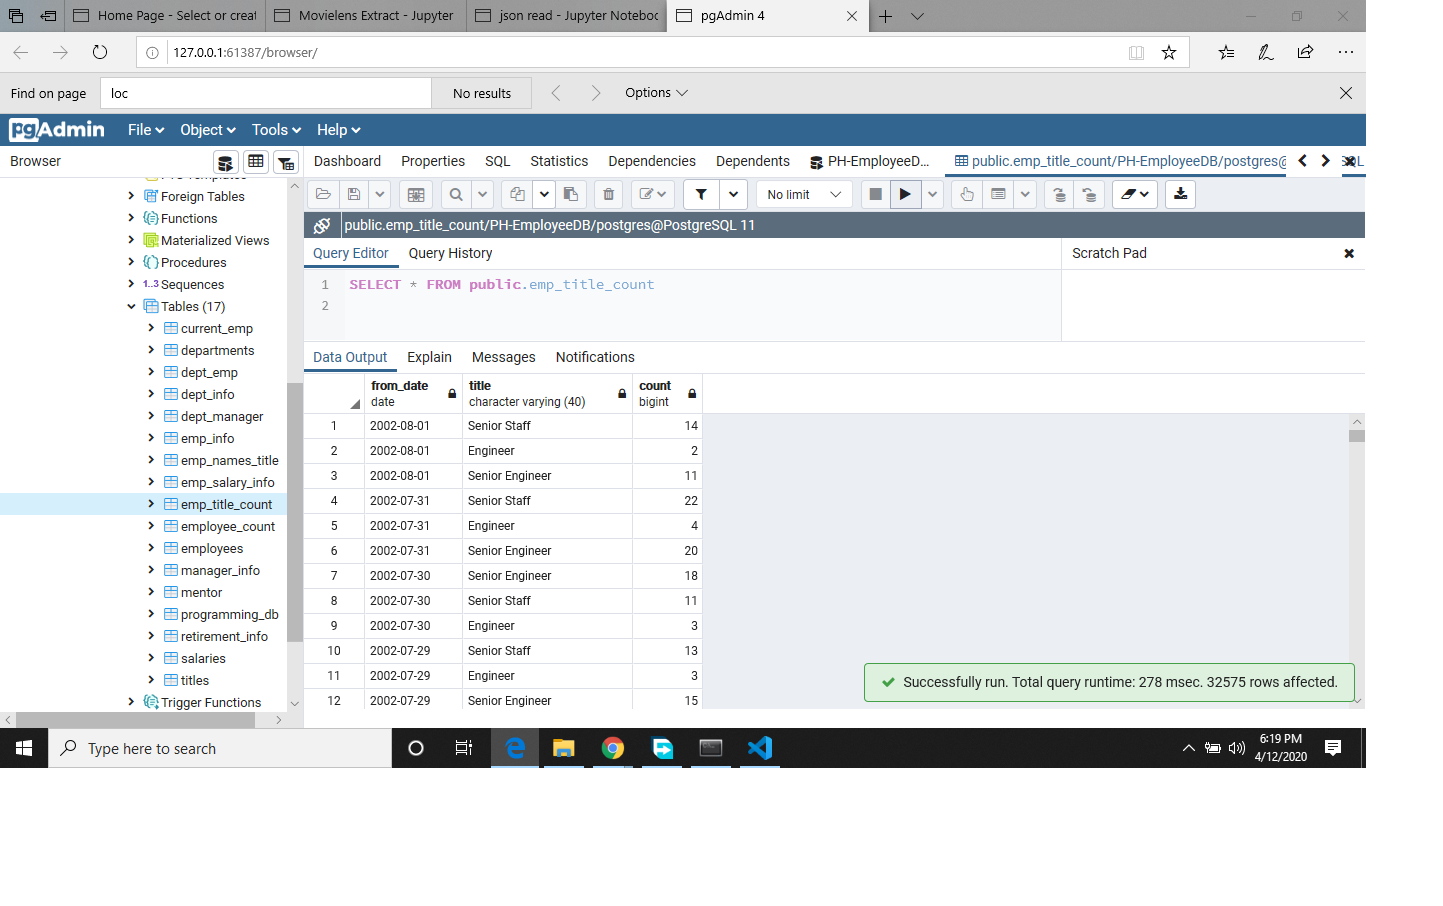 Home Page - Select or creat
Movielens Extract - Jupyter
json read - Jupyter Noteboo
pgAdmin 4
127.0.0.1:61387/browser/
Find on page
loc
No results
Options
pgAdmin
File
Object
Tools
Help
Browser
Dashboard
Properties
SQL
Statistics
Dependencies
Dependents
PH-EmployeeD...
public.emp_title_count/PH-EmployeeDB/postgres@
SQL
No limit
public.emp_title_count/PH-EmployeeDB/postgres@PostgreSQL 11
Query Editor
Query History
Scratch Pad
1 SELECT * FROM public.emp_title_count
2
Foreign Tables
Functions
Materialized Views
Procedures
1..3 Sequences
Tables (17)
current_emp
departments
dept_emp
dept_info
dept_manager
emp_info
emp_names_title
emp_salary_info
emp_title_count
employee_count
employees
manager_info
mentor
programming_db
retirement_info
salaries
titles
Trigger Functions
Data Output
Explain
Messages
Notifications
from_date title count
date character varying (40) bigint
1 2002-08-01 Senior Staff 14
2 2002-08-01 Engineer 2
3 2002-08-01 Senior Engineer 11
4 2002-07-31 Senior Staff 22
5 2002-07-31 Engineer 4
6 2002-07-31 Senior Engineer 20
7 2002-07-30 Senior Engineer 18
8 2002-07-30 Senior Staff 11
9 2002-07-30 Engineer 3
10 2002-07-29 Senior Staff 13
11 2002-07-29 Engineer 3
12 2002-07-29 Senior Engineer 15
Successfully run. Total query runtime: 278 msec. 32575 rows affected.
Type here to search
6:19 PM
4/12/2020